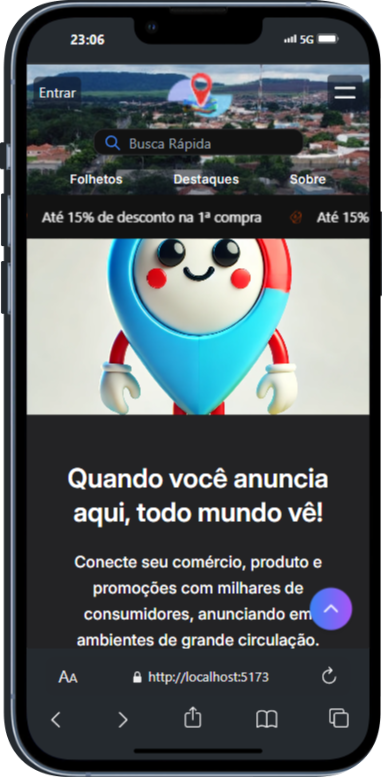 23:06
5G
Entrar
Busca Rápida
Folhetos Destaques Sobre
Até 15% de desconto na 1ª compra Até 15%
Quando você anuncia
aqui, todo mundo vê!
Conecte seu comércio, produto e
promoções com milhares de
consumidores, anunciando em
ambientes de grande circulação.
AA http://localhost:5173